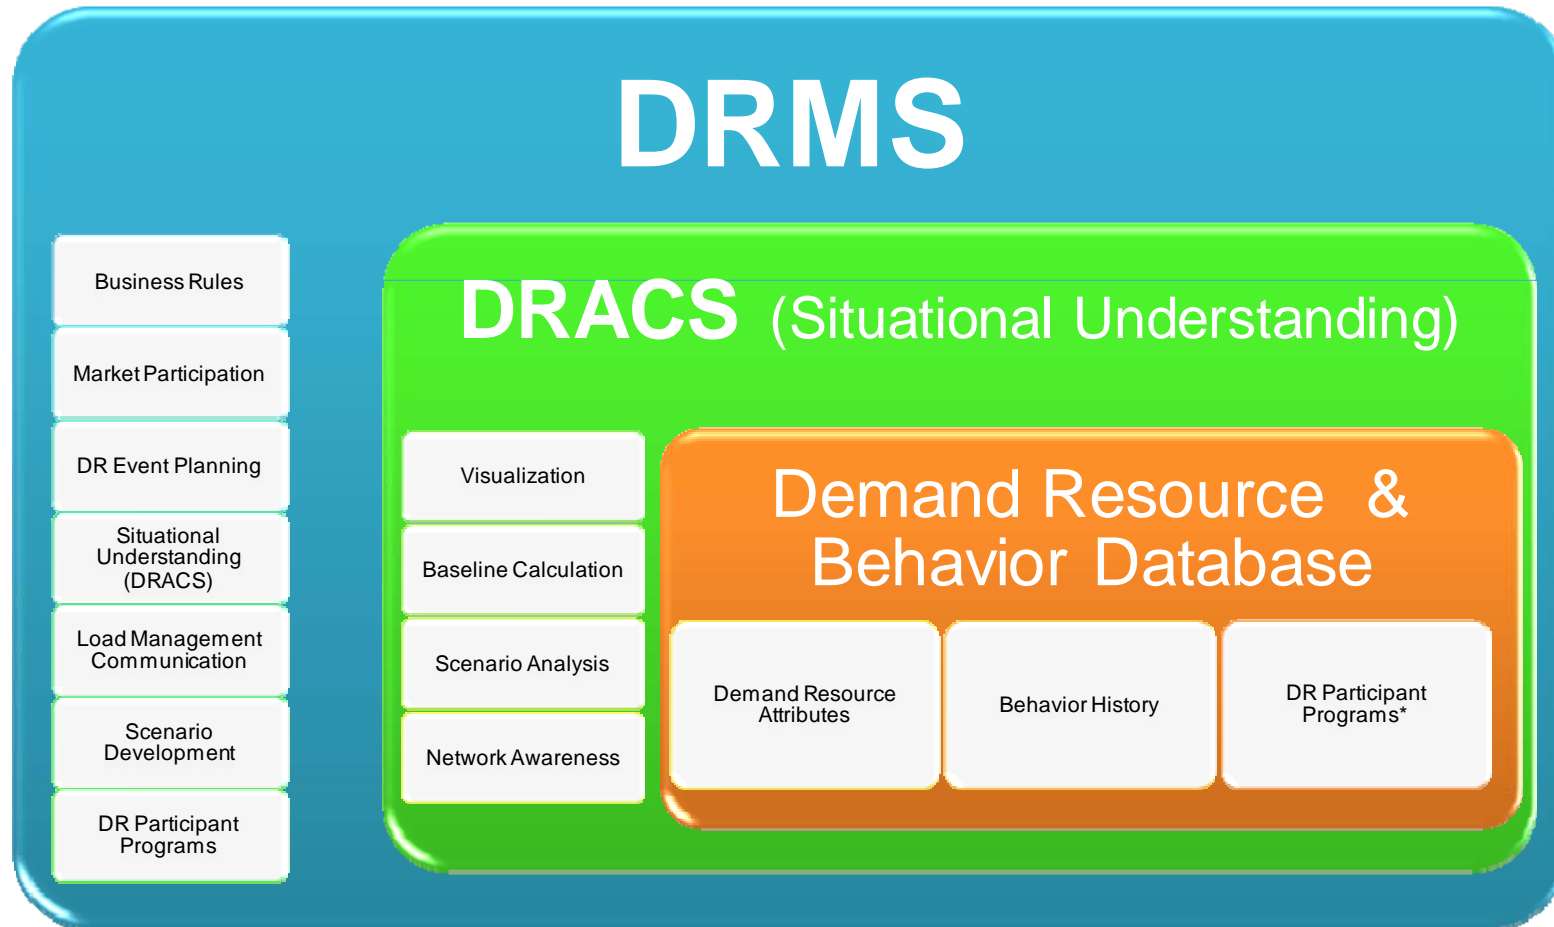 DRMS
Business Rules
Market Participation
DR Event Planning
Situational
Understanding
(DRACS)
Load Management
Communication
Scenario
Development
DR Participant
Programs
DRACS (Situational Understanding)
Visualization
Baseline Calculation
Scenario Analysis
Network Awareness
Demand Resource &
Behavior Database
Demand Resource
Attributes
Behavior History
DR Participant
Programs*